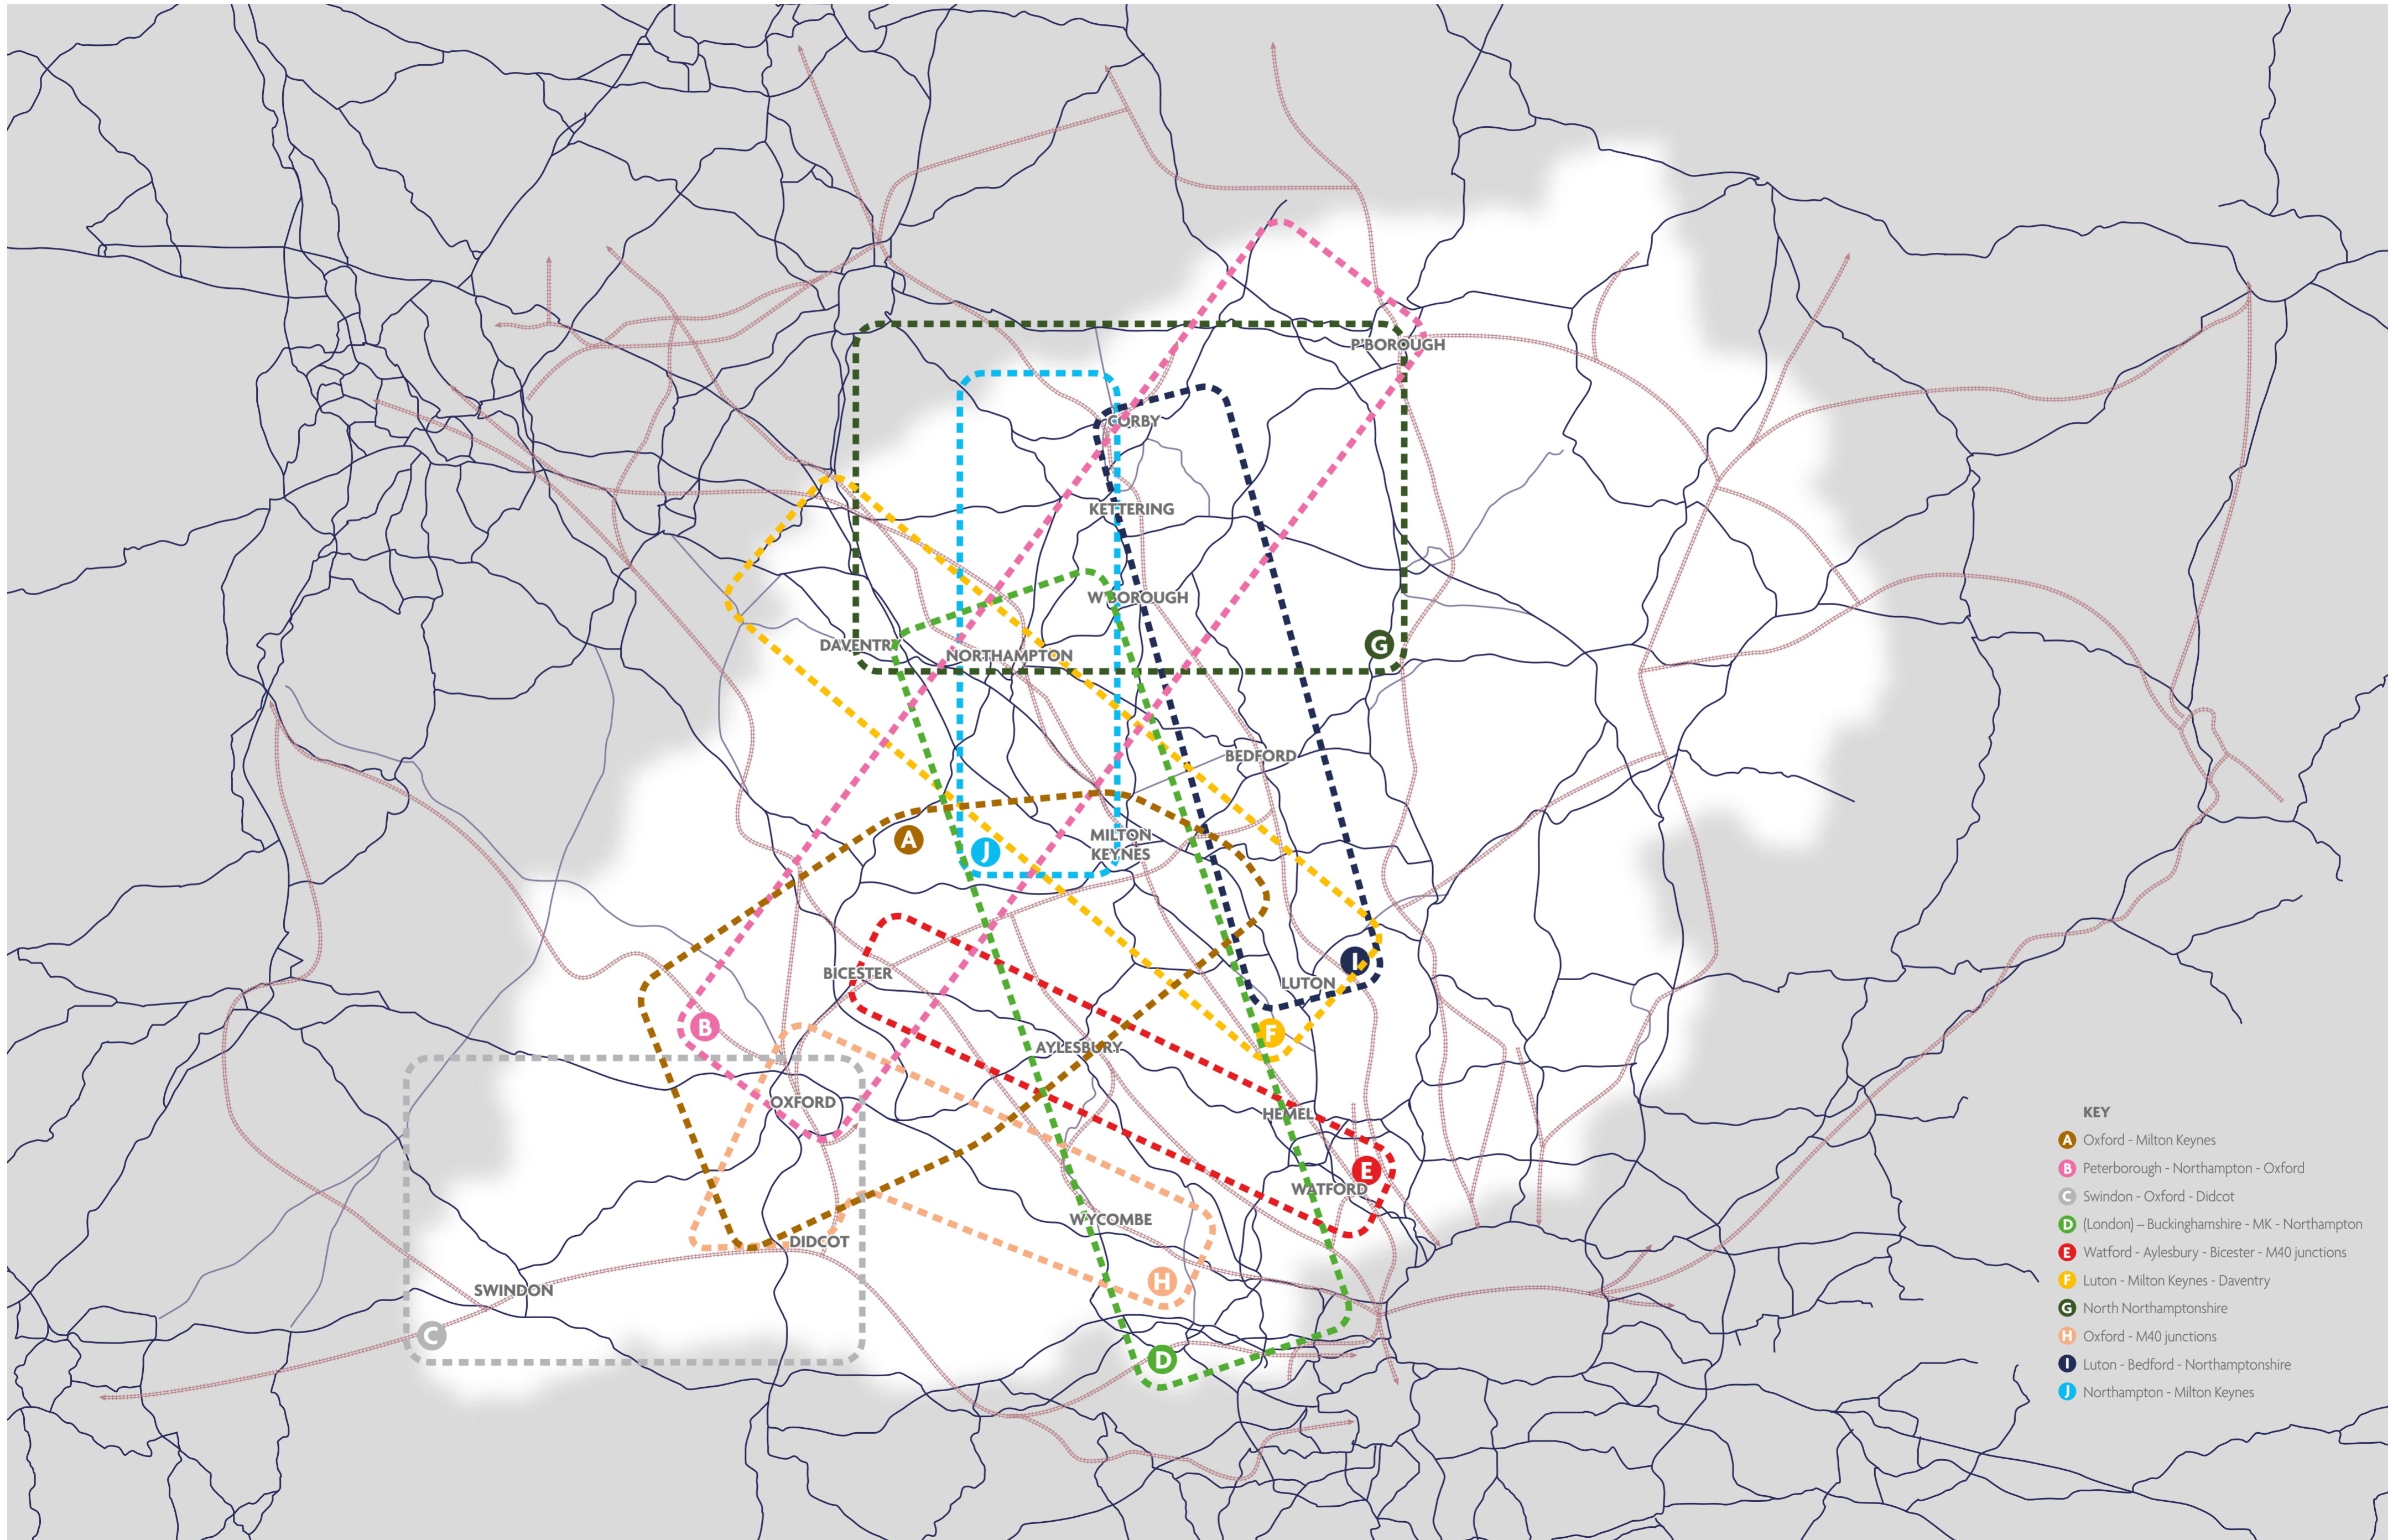 P'BOROUGH
CORBY
KETTERING
W'BOROUGH
DAVENTRY
NORTHAMPTON
G
BEDFORD
A
J
MILTON
KEYNES
BICESTER
I
LUTON
B
F
AYLESBURY
OXFORD
HEMEL
E
WATFORD
WYCOMBE
DIDCOT
H
SWINDON
C
D
KEY
A Oxford - Milton Keynes
B Peterborough - Northampton - Oxford
C Swindon - Oxford - Didcot
D (London) – Buckinghamshire - MK - Northampton
E Watford - Aylesbury - Bicester - M40 junctions
F Luton - Milton Keynes - Daventry
G North Northamptonshire
H Oxford - M40 junctions
I Luton - Bedford - Northamptonshire
J Northampton - Milton Keynes